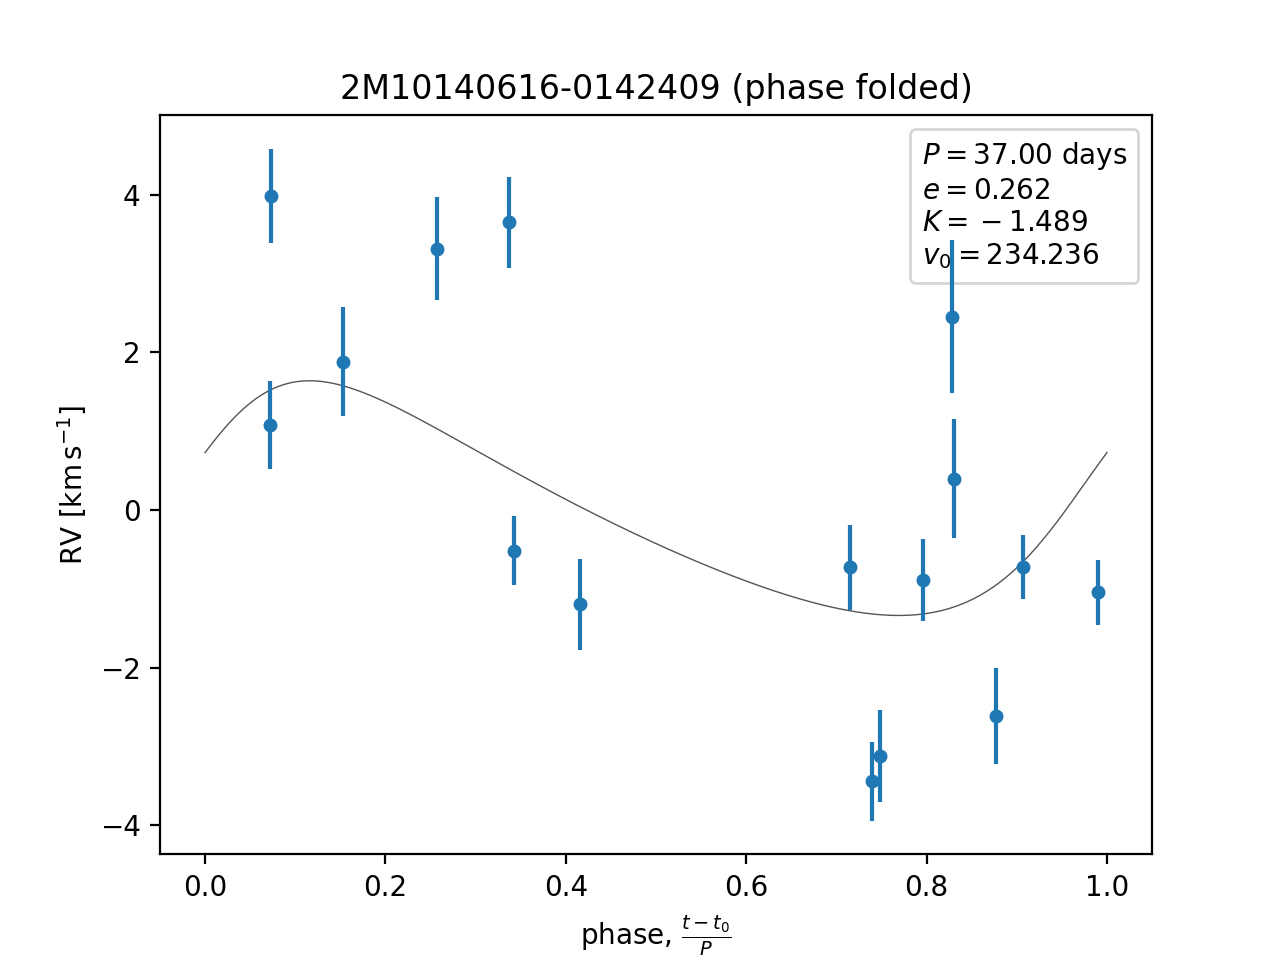 2M10140616-0142409 (phase folded)
P = 37.00 days
e = 0.262
K = −1.489
v₀ = 234.236
4
2
0
−2
−4
RV [km s⁻¹]
0.0 0.2 0.4 0.6 0.8 1.0
phase, (t − t₀)/P